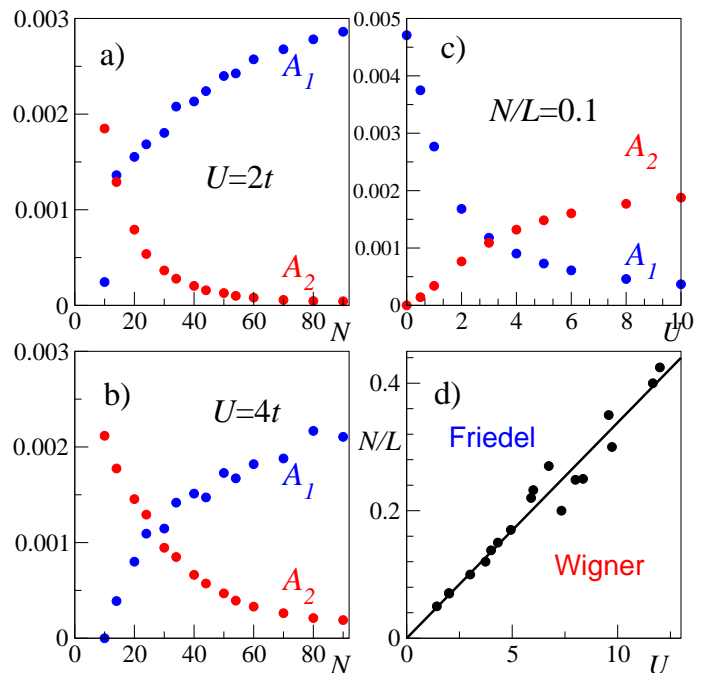 0.003
0.002
0.001
0
0 20 40 60 80 N
a)
A1
U=2t
A2
0.005
0.004
0.003
0.002
0.001
0
0 2 4 6 8 10
U
c)
N/L=0.1
A2
A1
0.003
0.002
0.001
0
0 20 40 60 80 N
b)
U=4t
A1
A2
0.4
N/L
0.2
0
0 5 10 U
d)
Friedel
Wigner